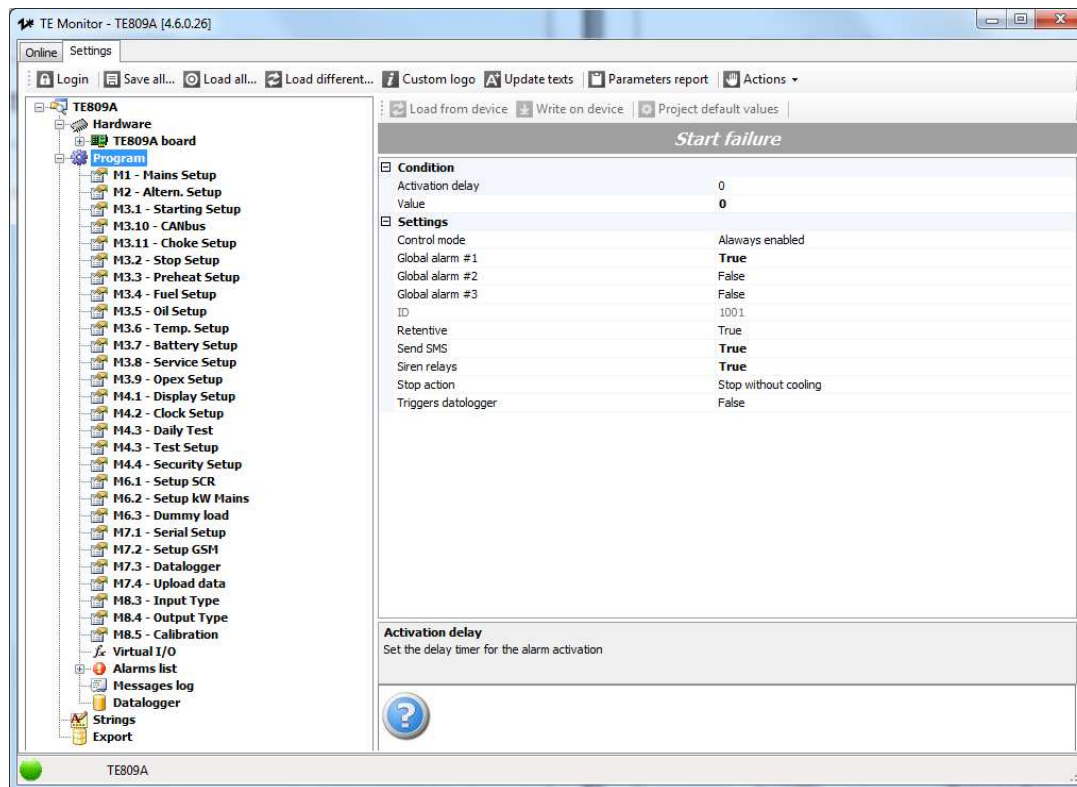 TE Monitor - TE809A [4.6.0.26]
Online Settings
Login Save all... Load all... Load different... Custom logo Update texts Parameters report Actions
TE809A
Hardware
TE809A board
Program
M1 - Mains Setup
M2 - Altern. Setup
M3.1 - Starting Setup
M3.10 - CANbus
M3.11 - Choke Setup
M3.2 - Stop Setup
M3.3 - Preheat Setup
M3.4 - Fuel Setup
M3.5 - Oil Setup
M3.6 - Temp. Setup
M3.7 - Battery Setup
M3.8 - Service Setup
M3.9 - Opex Setup
M4.1 - Display Setup
M4.2 - Clock Setup
M4.3 - Daily Test
M4.3 - Test Setup
M4.4 - Security Setup
M6.1 - Setup SCR
M6.2 - Setup kW Mains
M6.3 - Dummy load
M7.1 - Serial Setup
M7.2 - Setup GSM
M7.3 - Datalogger
M7.4 - Upload data
M8.3 - Input Type
M8.4 - Output Type
M8.5 - Calibration
fx Virtual I/O
Alarms list
Messages log
Datalogger
Strings
Export
Load from device Write on device Project default values
Start failure
Condition
Activation delay 0
Value 0
Settings
Control mode Alaways enabled
Global alarm #1 True
Global alarm #2 False
Global alarm #3 False
ID 1001
Retentive True
Send SMS True
Siren relays True
Stop action Stop without cooling
Triggers datologger False
Activation delay
Set the delay timer for the alarm activation
TE809A